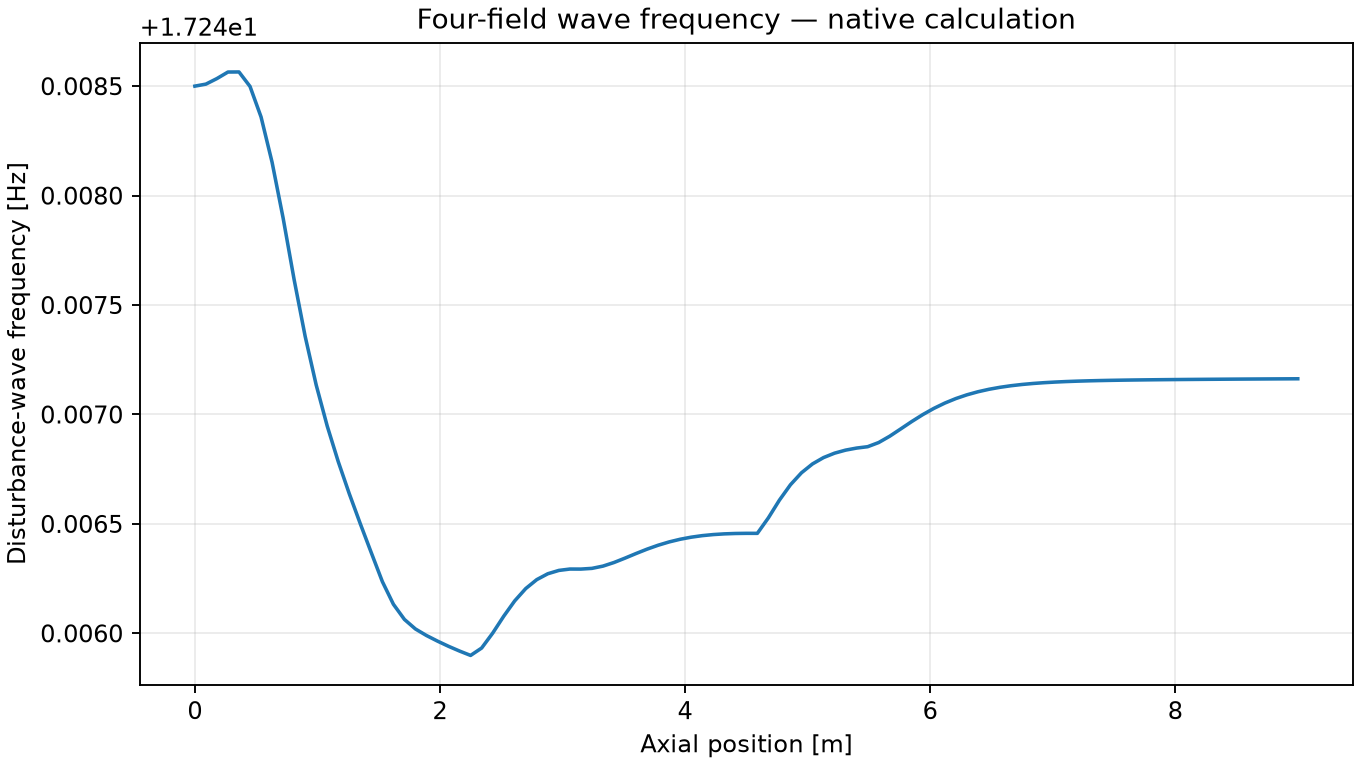 Four-field wave frequency — native calculation
+1.724e1
0.0085
0.0080
0.0075
0.0070
0.0065
0.0060
Disturbance-wave frequency [Hz]
0 2 4 6 8
Axial position [m]